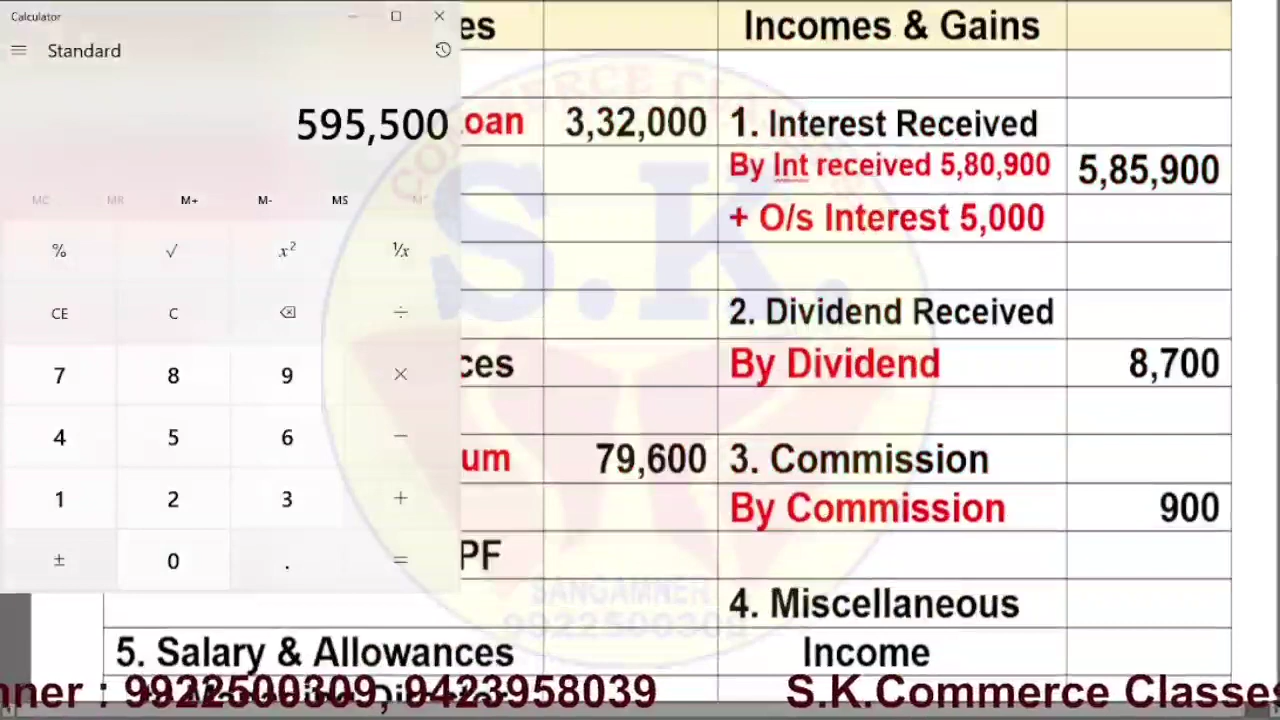 Calculator
Standard
595,500
MC MR M+ M- MS
% √ x² ¹/x
CE C ÷
7 8 9 ×
4 5 6 −
1 2 3 +
± 0 . =
es Incomes & Gains
oan 3,32,000 1. Interest Received
By Int received 5,80,900 5,85,900
+ O/s Interest 5,000
2. Dividend Received
ces By Dividend 8,700
um 79,600 3. Commission
By Commission 900
PF
4. Miscellaneous
5. Salary & Allowances Income
nner : 9922500309, 9423958039 S.K.Commerce Classes
S.K.
COMMERCE
SANGAMNER
9922500309